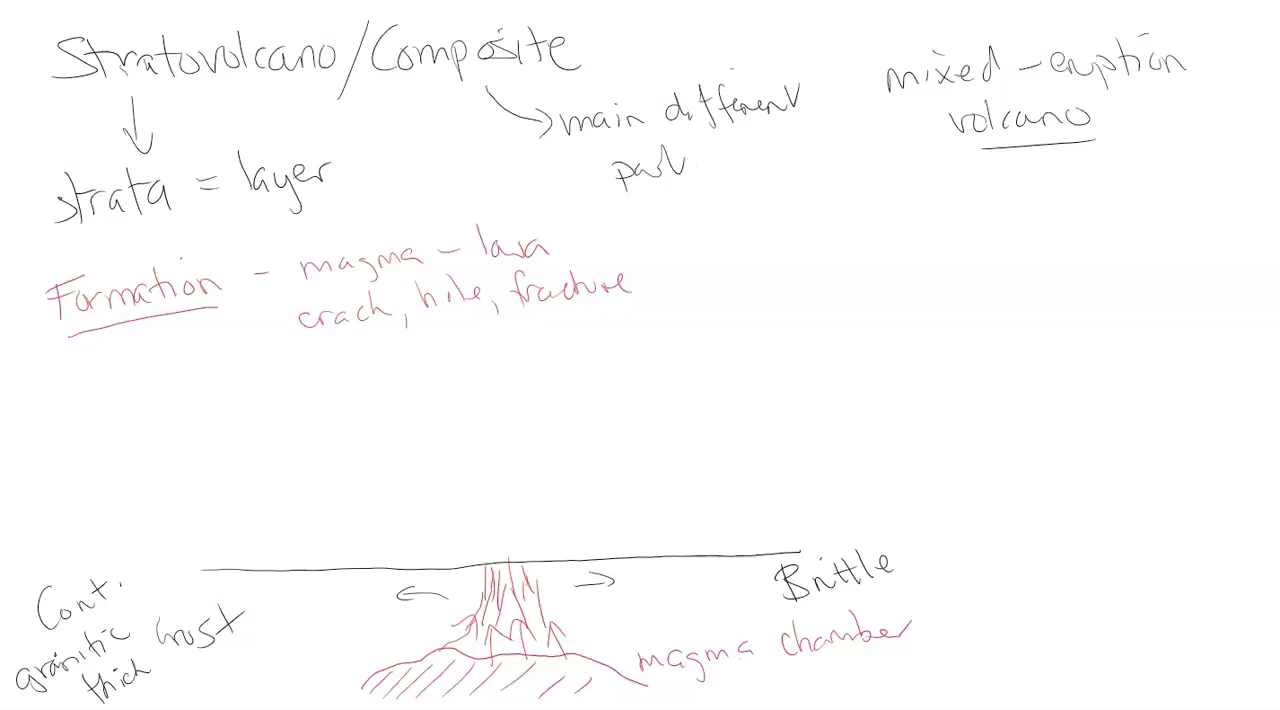 Stratovolcano/Composite
mixed - eruption
volcano
main different
part
strata = layer
Formation - magma - lava
crack, hile, fracture
Brittle
Cont.
granitic crust
thick
magma chamber